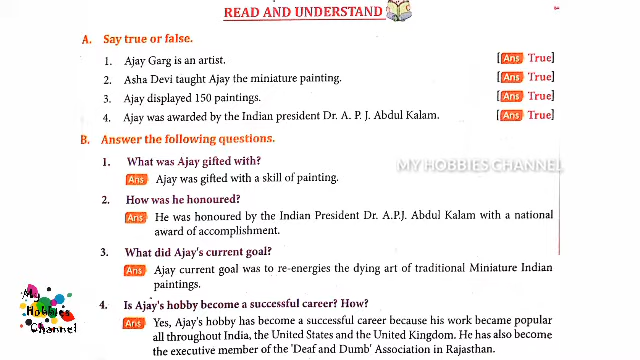 READ AND UNDERSTAND
A. Say true or false.
1. Ajay Garg is an artist. [Ans True]
2. Asha Devi taught Ajay the miniature painting. [Ans True]
3. Ajay displayed 150 paintings. [Ans True]
4. Ajay was awarded by the Indian president Dr. A. P. J. Abdul Kalam. [Ans True]
B. Answer the following questions.
1. What was Ajay gifted with?
MY HOBBIES CHANNEL
Ans Ajay was gifted with a skill of painting.
2. How was he honoured?
Ans He was honoured by the Indian President Dr. A.P.J. Abdul Kalam with a national
award of accomplishment.
3. What did Ajay's current goal?
Ans Ajay current goal was to re-energies the dying art of traditional Miniature Indian
paintings.
4. Is Ajay's hobby become a successful career? How?
Ans Yes, Ajay's hobby has become a successful career because his work became popular
all throughout India, the United States and the United Kingdom. He has also become
the executive member of the 'Deaf and Dumb' Association in Rajasthan.
My
Hobbies
Channel